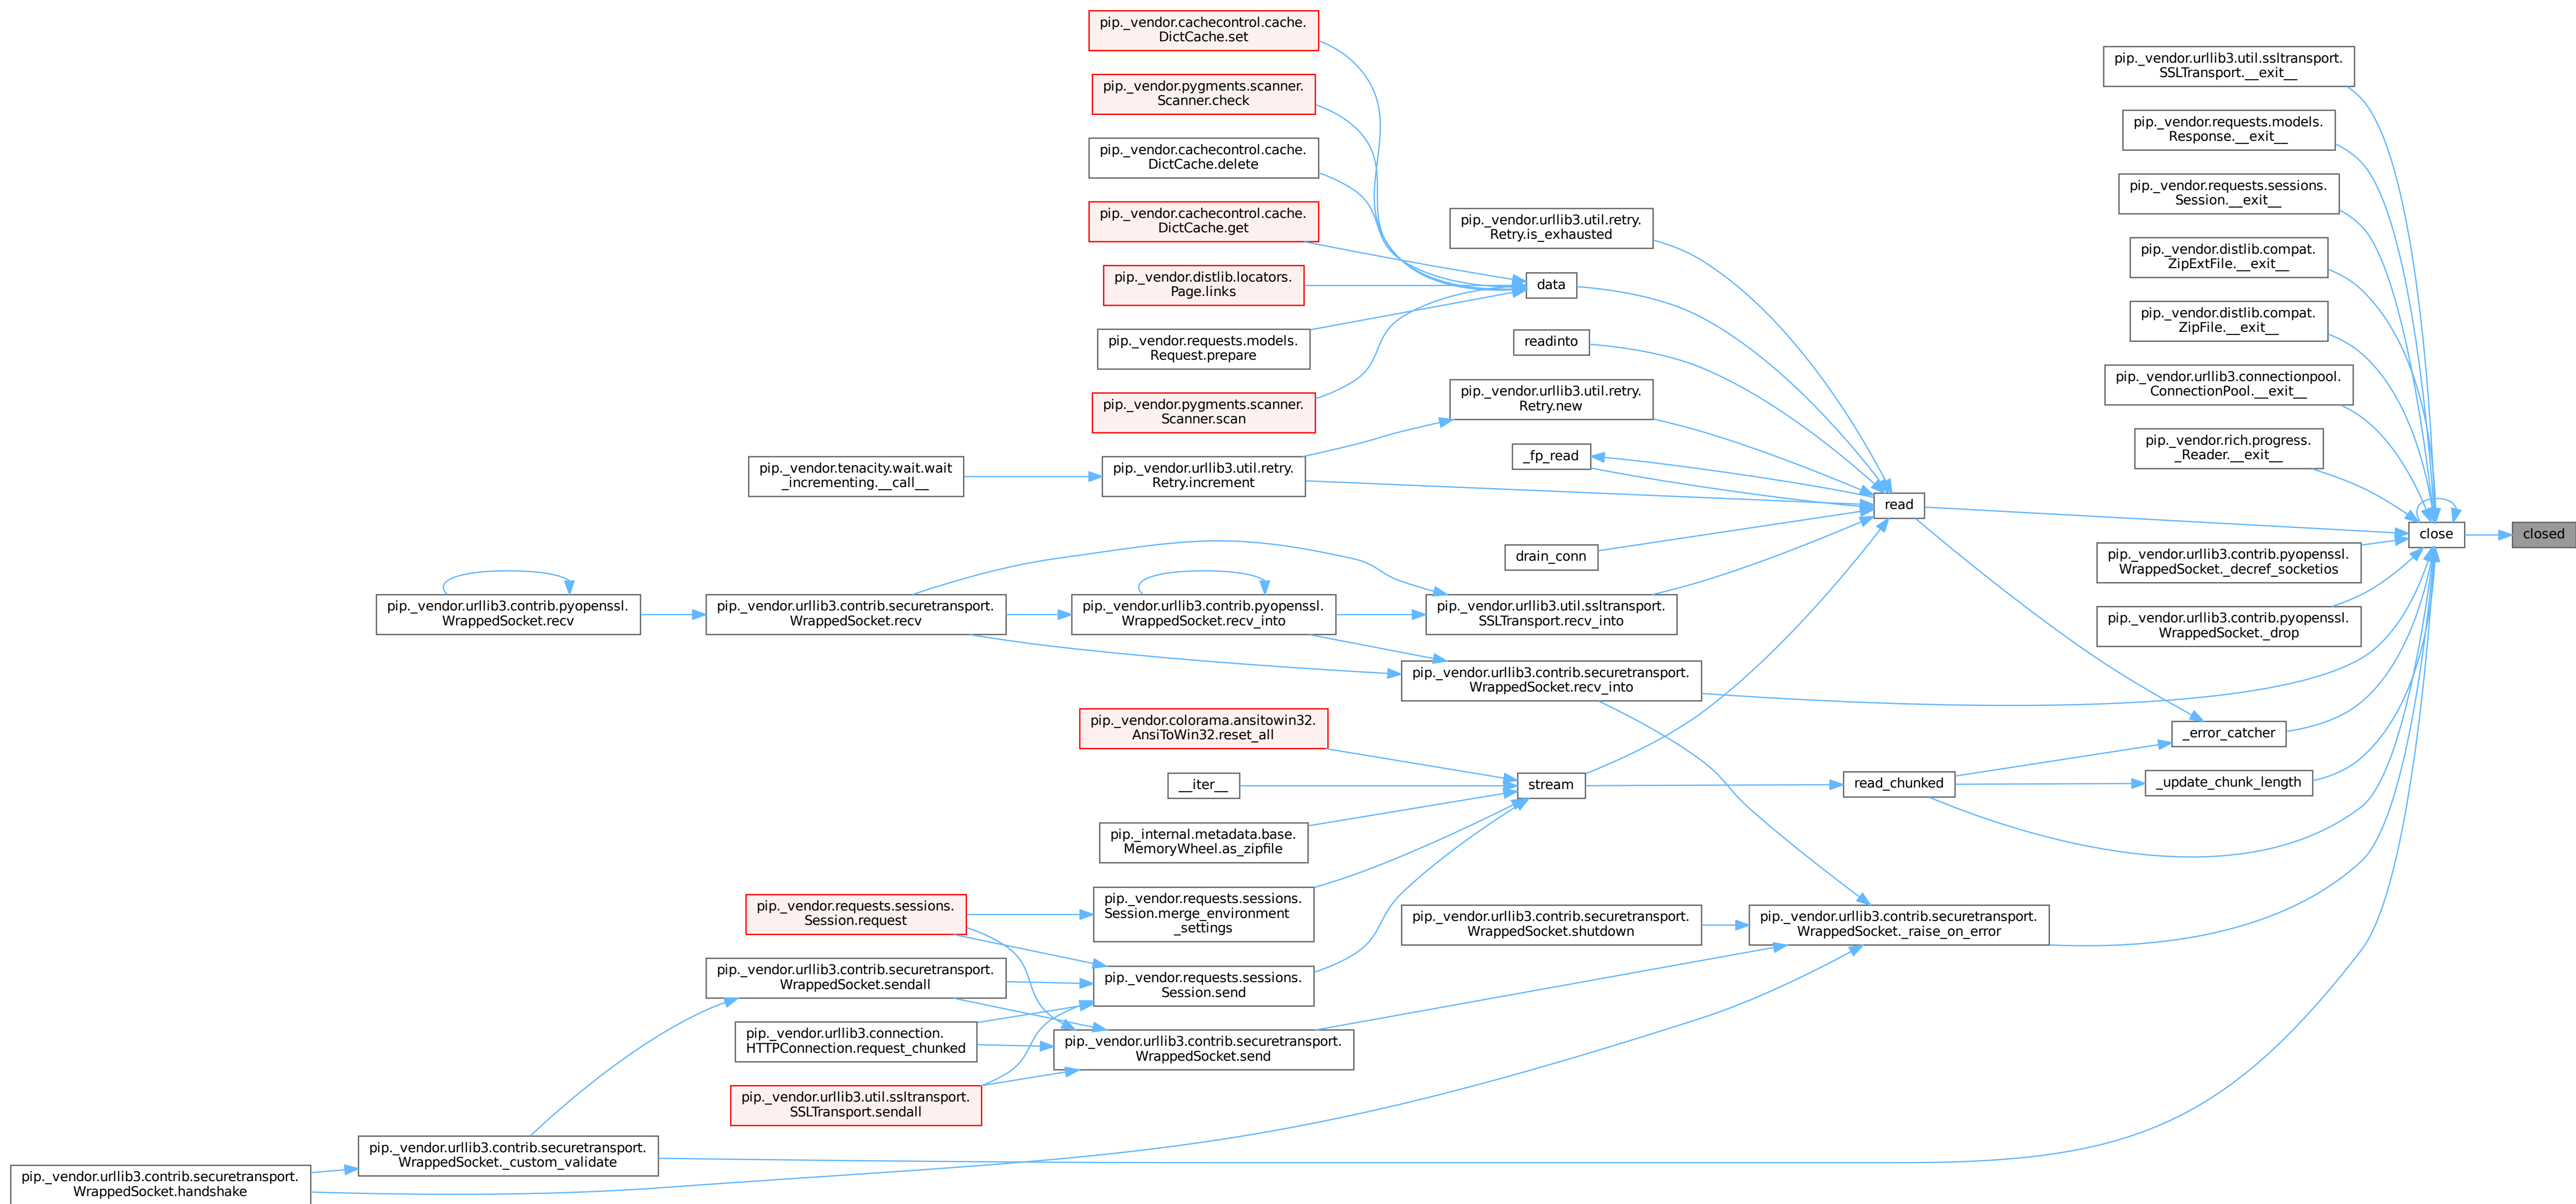 pip._vendor.cachecontrol.cache.
DictCache.set
pip._vendor.pygments.scanner.
Scanner.check
pip._vendor.cachecontrol.cache.
DictCache.delete
pip._vendor.cachecontrol.cache.
DictCache.get
pip._vendor.distlib.locators.
Page.links
pip._vendor.requests.models.
Request.prepare
pip._vendor.pygments.scanner.
Scanner.scan
pip._vendor.tenacity.wait.wait
_incrementing.__call__
pip._vendor.urllib3.util.retry.
Retry.increment
pip._vendor.urllib3.util.retry.
Retry.is_exhausted
data
readinto
pip._vendor.urllib3.util.retry.
Retry.new
_fp_read
drain_conn
read
pip._vendor.urllib3.contrib.pyopenssl.
WrappedSocket.recv
pip._vendor.urllib3.contrib.securetransport.
WrappedSocket.recv
pip._vendor.urllib3.contrib.pyopenssl.
WrappedSocket.recv_into
pip._vendor.urllib3.util.ssltransport.
SSLTransport.recv_into
pip._vendor.urllib3.contrib.securetransport.
WrappedSocket.recv_into
pip._vendor.colorama.ansitowin32.
AnsiToWin32.reset_all
__iter__
pip._internal.metadata.base.
MemoryWheel.as_zipfile
stream
read_chunked
pip._vendor.requests.sessions.
Session.request
pip._vendor.requests.sessions.
Session.merge_environment
_settings
pip._vendor.urllib3.contrib.securetransport.
WrappedSocket.shutdown
pip._vendor.urllib3.contrib.securetransport.
WrappedSocket._raise_on_error
pip._vendor.urllib3.contrib.securetransport.
WrappedSocket.sendall
pip._vendor.requests.sessions.
Session.send
pip._vendor.urllib3.connection.
HTTPConnection.request_chunked
pip._vendor.urllib3.contrib.securetransport.
WrappedSocket.send
pip._vendor.urllib3.util.ssltransport.
SSLTransport.sendall
pip._vendor.urllib3.contrib.securetransport.
WrappedSocket._custom_validate
pip._vendor.urllib3.contrib.securetransport.
WrappedSocket.handshake
pip._vendor.urllib3.util.ssltransport.
SSLTransport.__exit__
pip._vendor.requests.models.
Response.__exit__
pip._vendor.requests.sessions.
Session.__exit__
pip._vendor.distlib.compat.
ZipExtFile.__exit__
pip._vendor.distlib.compat.
ZipFile.__exit__
pip._vendor.urllib3.connectionpool.
ConnectionPool.__exit__
pip._vendor.rich.progress.
_Reader.__exit__
close
closed
pip._vendor.urllib3.contrib.pyopenssl.
WrappedSocket._decref_socketios
pip._vendor.urllib3.contrib.pyopenssl.
WrappedSocket._drop
_error_catcher
_update_chunk_length